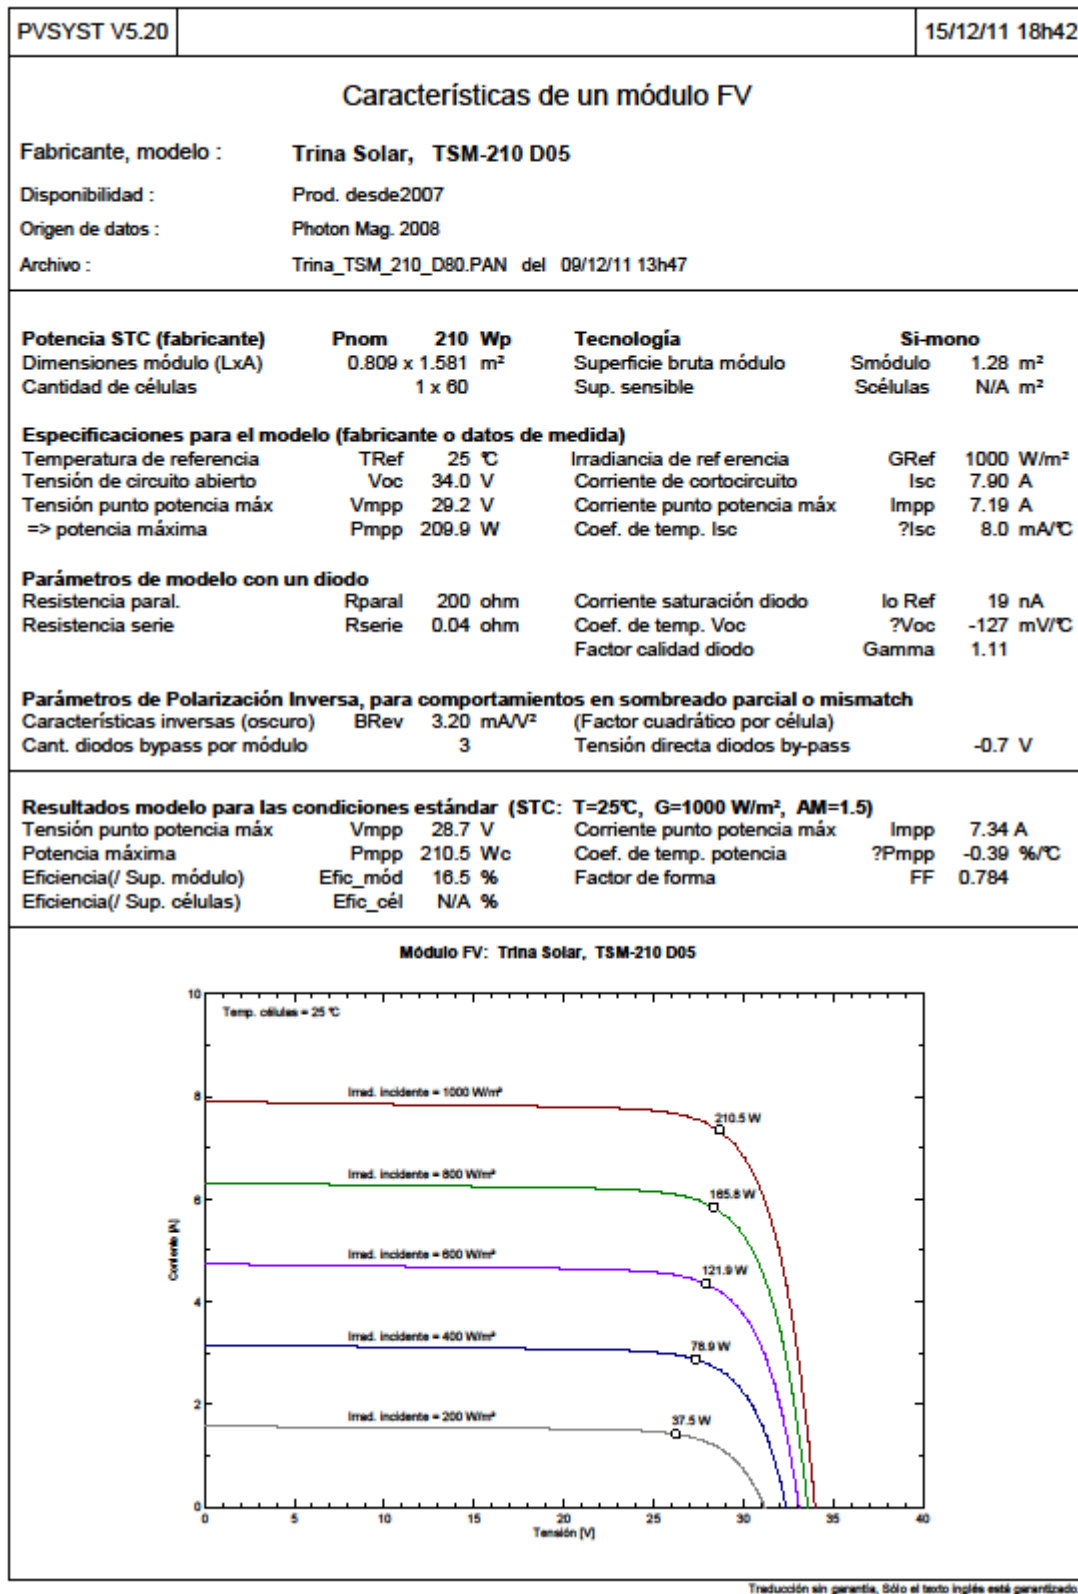 PVSYST V5.20 15/12/11 18h42
Características de un módulo FV
Fabricante, modelo : Trina Solar, TSM-210 D05
Disponibilidad : Prod. desde2007
Origen de datos : Photon Mag. 2008
Archivo : Trina_TSM_210_D80.PAN del 09/12/11 13h47
Potencia STC (fabricante) Pnom 210 Wp Tecnología Si-mono
Dimensiones módulo (LxA) 0.809 x 1.581 m² Superficie bruta módulo Smódulo 1.28 m²
Cantidad de células 1 x 60 Sup. sensible Scélulas N/A m²
Especificaciones para el modelo (fabricante o datos de medida)
Temperatura de referencia TRef 25 °C Irradiancia de ref erencia GRef 1000 W/m²
Tensión de circuito abierto Voc 34.0 V Corriente de cortocircuito Isc 7.90 A
Tensión punto potencia máx Vmpp 29.2 V Corriente punto potencia máx Impp 7.19 A
=> potencia máxima Pmpp 209.9 W Coef. de temp. Isc ?Isc 8.0 mA/°C
Parámetros de modelo con un diodo
Resistencia paral. Rparal 200 ohm Corriente saturación diodo Io Ref 19 nA
Resistencia serie Rserie 0.04 ohm Coef. de temp. Voc ?Voc -127 mV/°C
Factor calidad diodo Gamma 1.11
Parámetros de Polarización Inversa, para comportamientos en sombreado parcial o mismatch
Características inversas (oscuro) BRev 3.20 mA/V² (Factor cuadrático por célula)
Cant. diodos bypass por módulo 3 Tensión directa diodos by-pass -0.7 V
Resultados modelo para las condiciones estándar (STC: T=25°C, G=1000 W/m², AM=1.5)
Tensión punto potencia máx Vmpp 28.7 V Corriente punto potencia máx Impp 7.34 A
Potencia máxima Pmpp 210.5 Wc Coef. de temp. potencia ?Pmpp -0.39 %/°C
Eficiencia(/ Sup. módulo) Efic_mód 16.5 % Factor de forma FF 0.784
Eficiencia(/ Sup. células) Efic_cél N/A %
Módulo FV: Trina Solar, TSM-210 D05
10
Temp. células = 25 °C
Irrad. incidente = 1000 W/m²
8
210.5 W
Irrad. incidente = 800 W/m²
6
165.8 W
Irrad. incidente = 600 W/m²
121.9 W
Corriente [A]
4
Irrad. incidente = 400 W/m²
78.9 W
2
Irrad. incidente = 200 W/m²
37.5 W
0
0 5 10 15 20 25 30 35 40
Tensión [V]
Traducción sin garantía, Sólo el texto inglés está garantizado